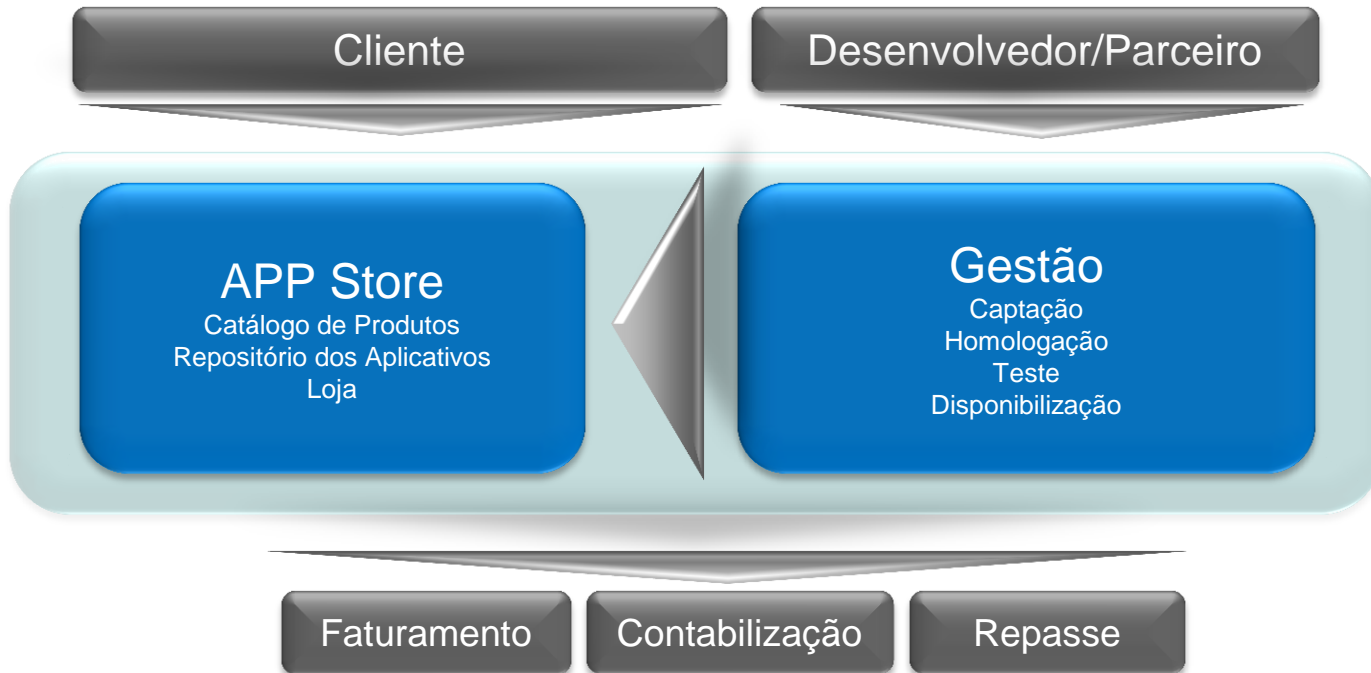 Cliente
Desenvolvedor/Parceiro
APP Store
Catálogo de Produtos
Repositório dos Aplicativos
Loja
Gestão
Captação
Homologação
Teste
Disponibilização
Faturamento
Contabilização
Repasse